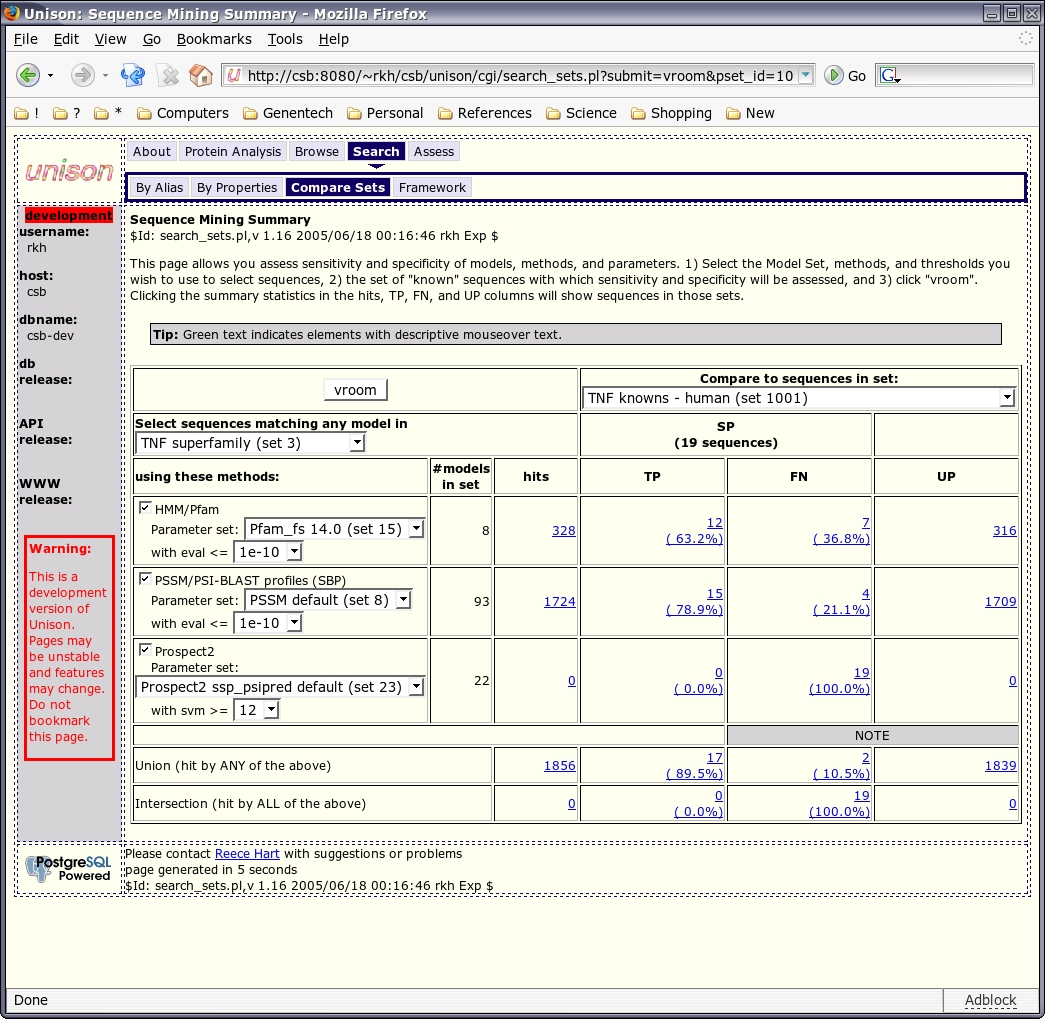 Unison: Sequence Mining Summary - Mozilla Firefox
File Edit View Go Bookmarks Tools Help
http://csb:8080/~rkh/csb/unison/cgi/search_sets.pl?submit=vroom&pset_id=10 Go G
! ? * Computers Genentech Personal References Science Shopping New
unison
About Protein Analysis Browse Search Assess
By Alias By Properties Compare Sets Framework
development
username:
rkh
host:
csb
dbname:
csb-dev
db
release:
API
release:
WWW
release:
Warning:
This is a
development
version of
Unison.
Pages may
be unstable
and features
may change.
Do not
bookmark
this page.
Sequence Mining Summary
$Id: search_sets.pl,v 1.16 2005/06/18 00:16:46 rkh Exp $
This page allows you assess sensitivity and specificity of models, methods, and parameters. 1) Select the Model Set, methods, and thresholds you
wish to use to select sequences, 2) the set of "known" sequences with which sensitivity and specificity will be assessed, and 3) click "vroom".
Clicking the summary statistics in the hits, TP, FN, and UP columns will show sequences in those sets.
Tip: Green text indicates elements with descriptive mouseover text.
vroom
Compare to sequences in set:
TNF knowns - human (set 1001)
Select sequences matching any model in
TNF superfamily (set 3)
SP
(19 sequences)
using these methods:
#models
in set
hits TP FN UP
HMM/Pfam
Parameter set: Pfam_fs 14.0 (set 15)
with eval <= 1e-10
8 328
12
( 63.2%)
7
( 36.8%)
316
PSSM/PSI-BLAST profiles (SBP)
Parameter set: PSSM default (set 8)
with eval <= 1e-10
93 1724
15
( 78.9%)
4
( 21.1%)
1709
Prospect2
Parameter set:
Prospect2 ssp_psipred default (set 23)
with svm >= 12
22 0
0
( 0.0%)
19
(100.0%)
0
NOTE
Union (hit by ANY of the above) 1856
17
( 89.5%)
2
( 10.5%)
1839
Intersection (hit by ALL of the above) 0
0
( 0.0%)
19
(100.0%)
0
PostgreSQL
Powered
Please contact Reece Hart with suggestions or problems
page generated in 5 seconds
$Id: search_sets.pl,v 1.16 2005/06/18 00:16:46 rkh Exp $
Done Adblock